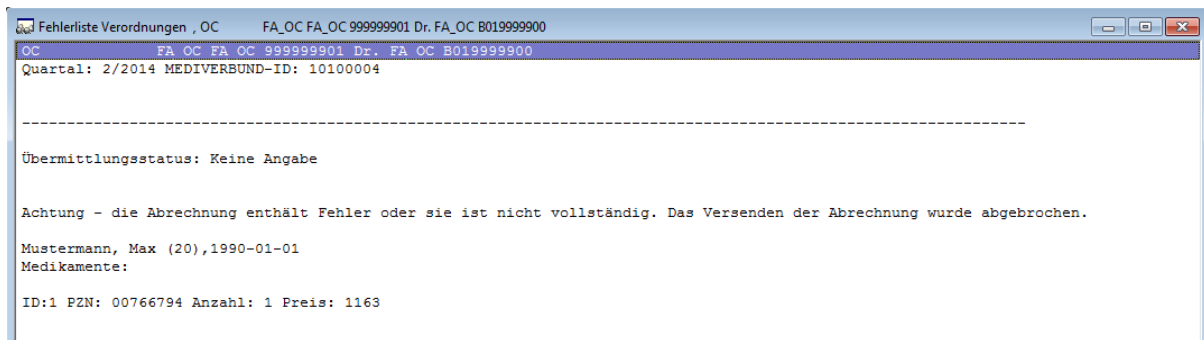 Fehlerliste Verordnungen , OC FA_OC FA_OC 999999901 Dr. FA_OC B019999900
OC FA OC FA OC 999999901 Dr. FA OC B019999900
Quartal: 2/2014 MEDIVERBUND-ID: 10100004
----------------------------------------------------------------------------------------------------------------
Übermittlungsstatus: Keine Angabe
Achtung - die Abrechnung enthält Fehler oder sie ist nicht vollständig. Das Versenden der Abrechnung wurde abgebrochen.
Mustermann, Max (20),1990-01-01
Medikamente:
ID:1 PZN: 00766794 Anzahl: 1 Preis: 1163